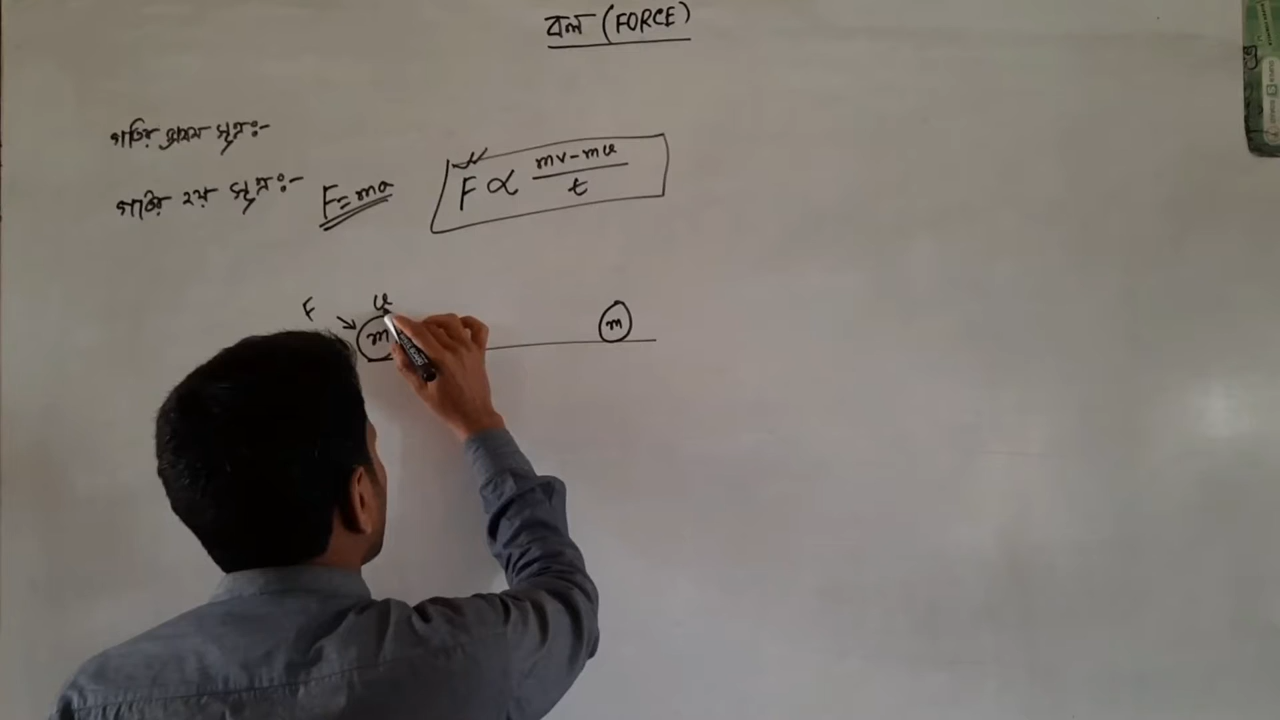 বল (FORCE)
গতির প্রথম সূত্র:-
গতির ২য় সূত্র:- F=ma F ∝ mv-mu / t
F u
m m